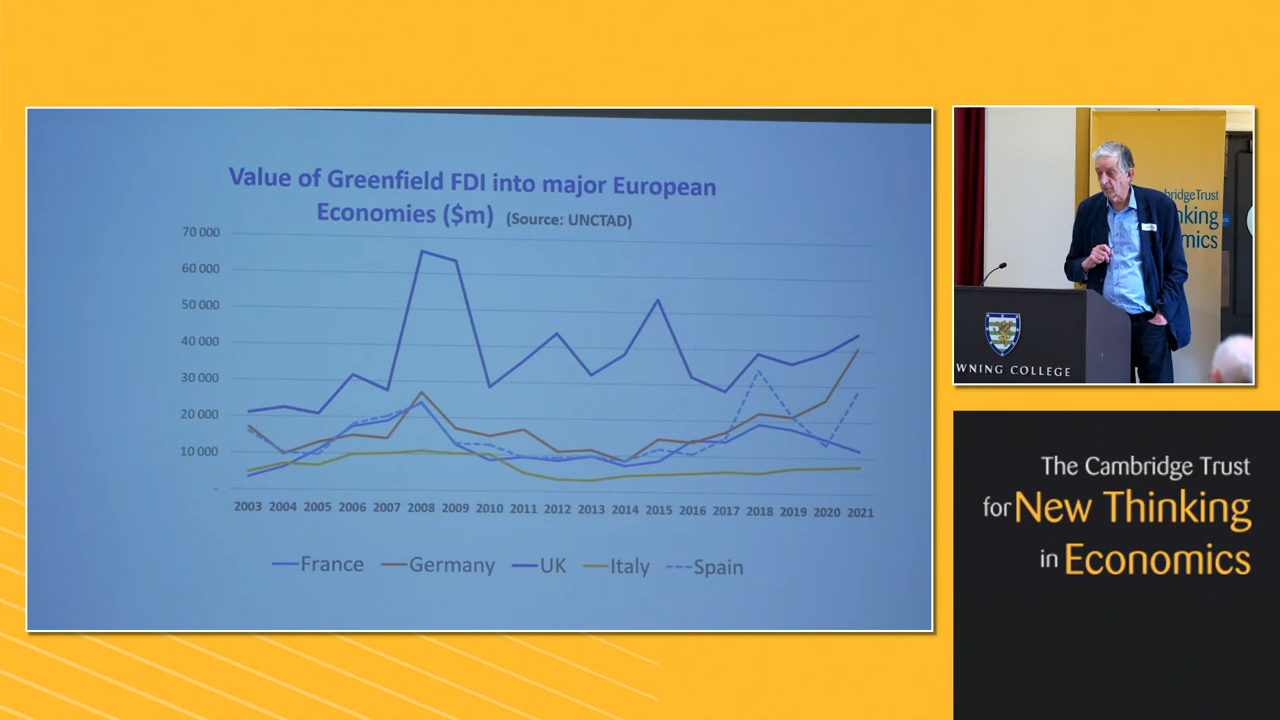 Value of Greenfield FDI into major European
Economies ($m) (Source: UNCTAD)
70 000
60 000
50 000
40 000
30 000
20 000
10 000
-
2003 2004 2005 2006 2007 2008 2009 2010 2011 2012 2013 2014 2015 2016 2017 2018 2019 2020 2021
France Germany UK Italy Spain
bridgeTrust
nking
omics
WNING COLLEGE
The Cambridge Trust
for New Thinking
in Economics